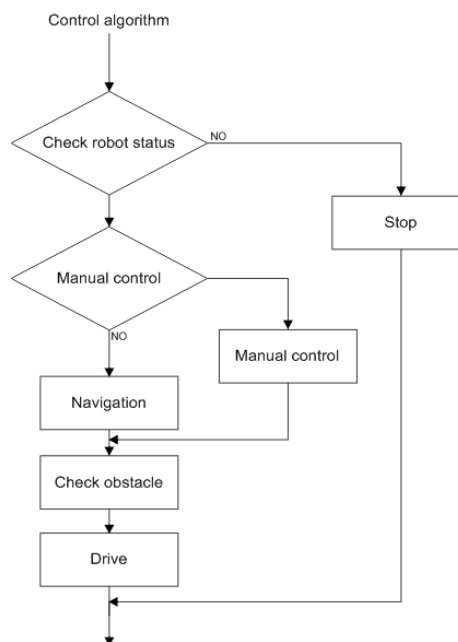 Control algorithm
Check robot status
NO
Stop
Manual control
NO
Manual control
Navigation
Check obstacle
Drive